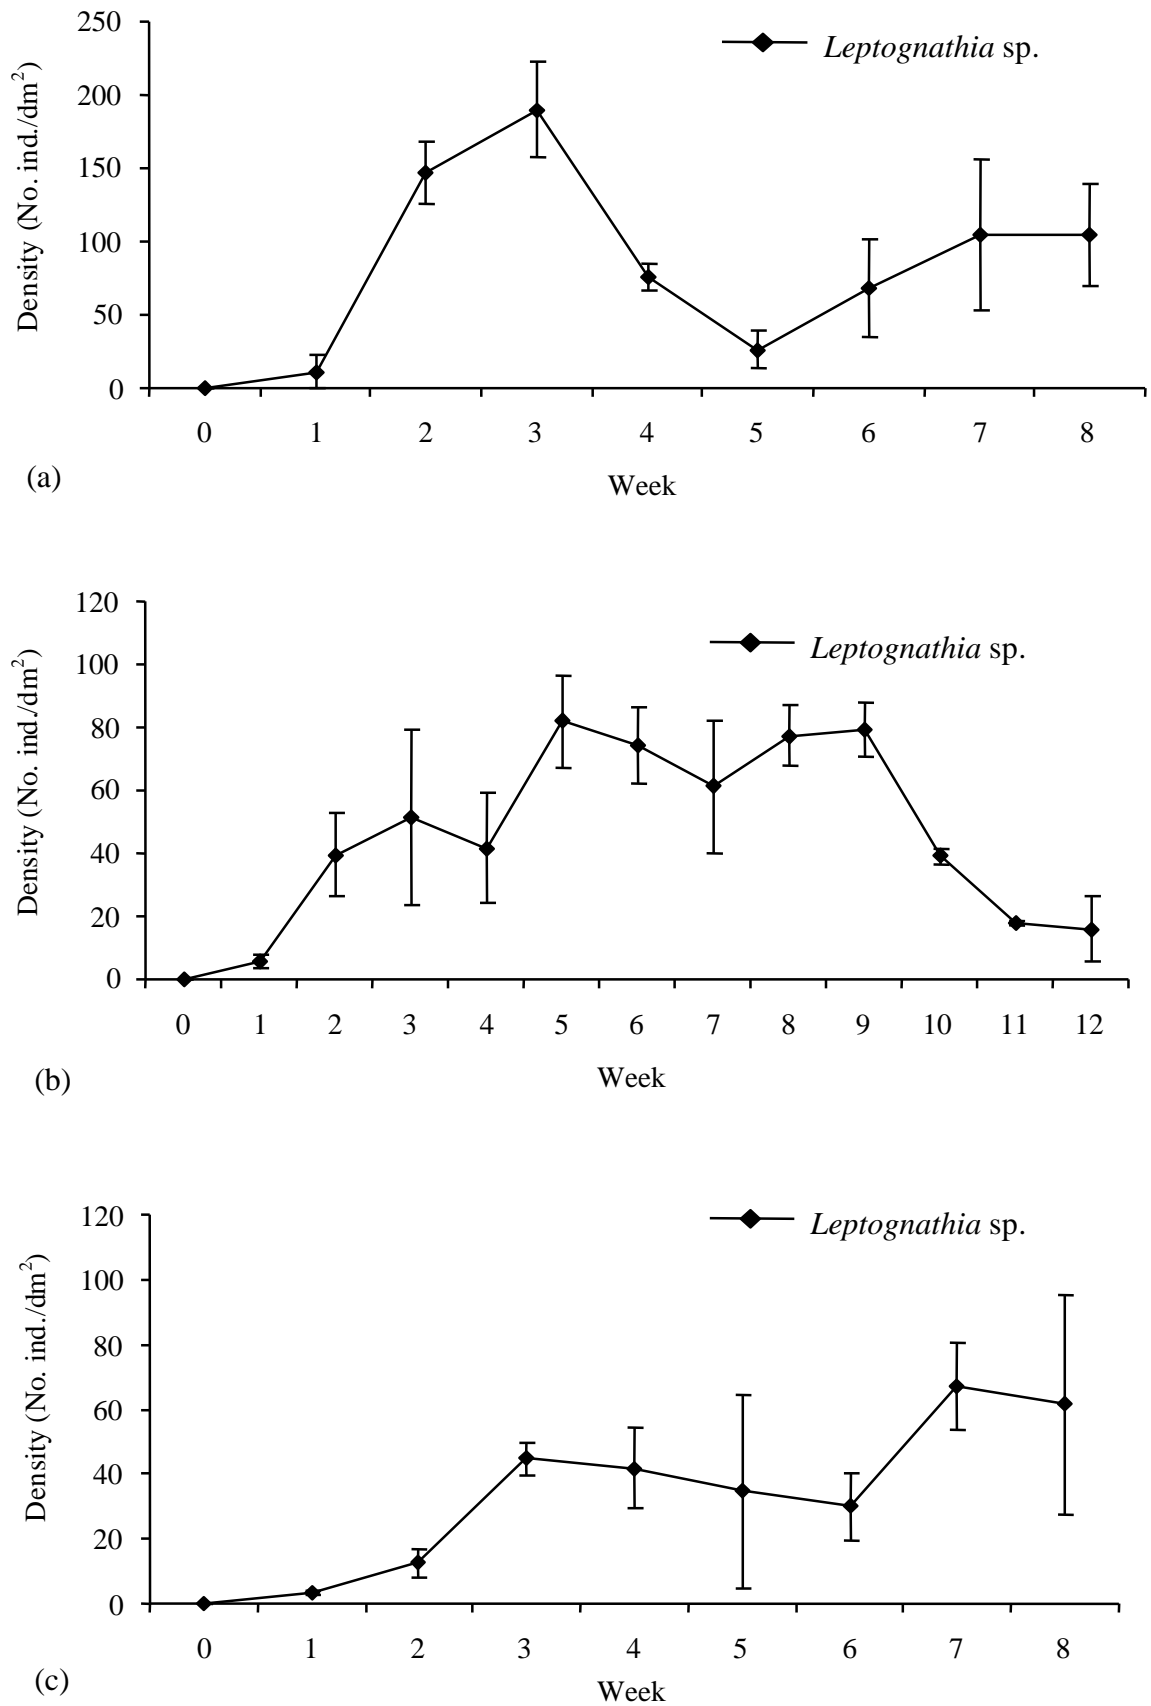 250
200
150
100
50
0
Density (No. ind./dm²)
Leptognathia sp.
0 1 2 3 4 5 6 7 8
Week
(a)
120
100
80
60
40
20
0
Density (No. ind./dm²)
Leptognathia sp.
0 1 2 3 4 5 6 7 8 9 10 11 12
Week
(b)
120
100
80
60
40
20
0
Density (No. ind./dm²)
Leptognathia sp.
0 1 2 3 4 5 6 7 8
Week
(c)